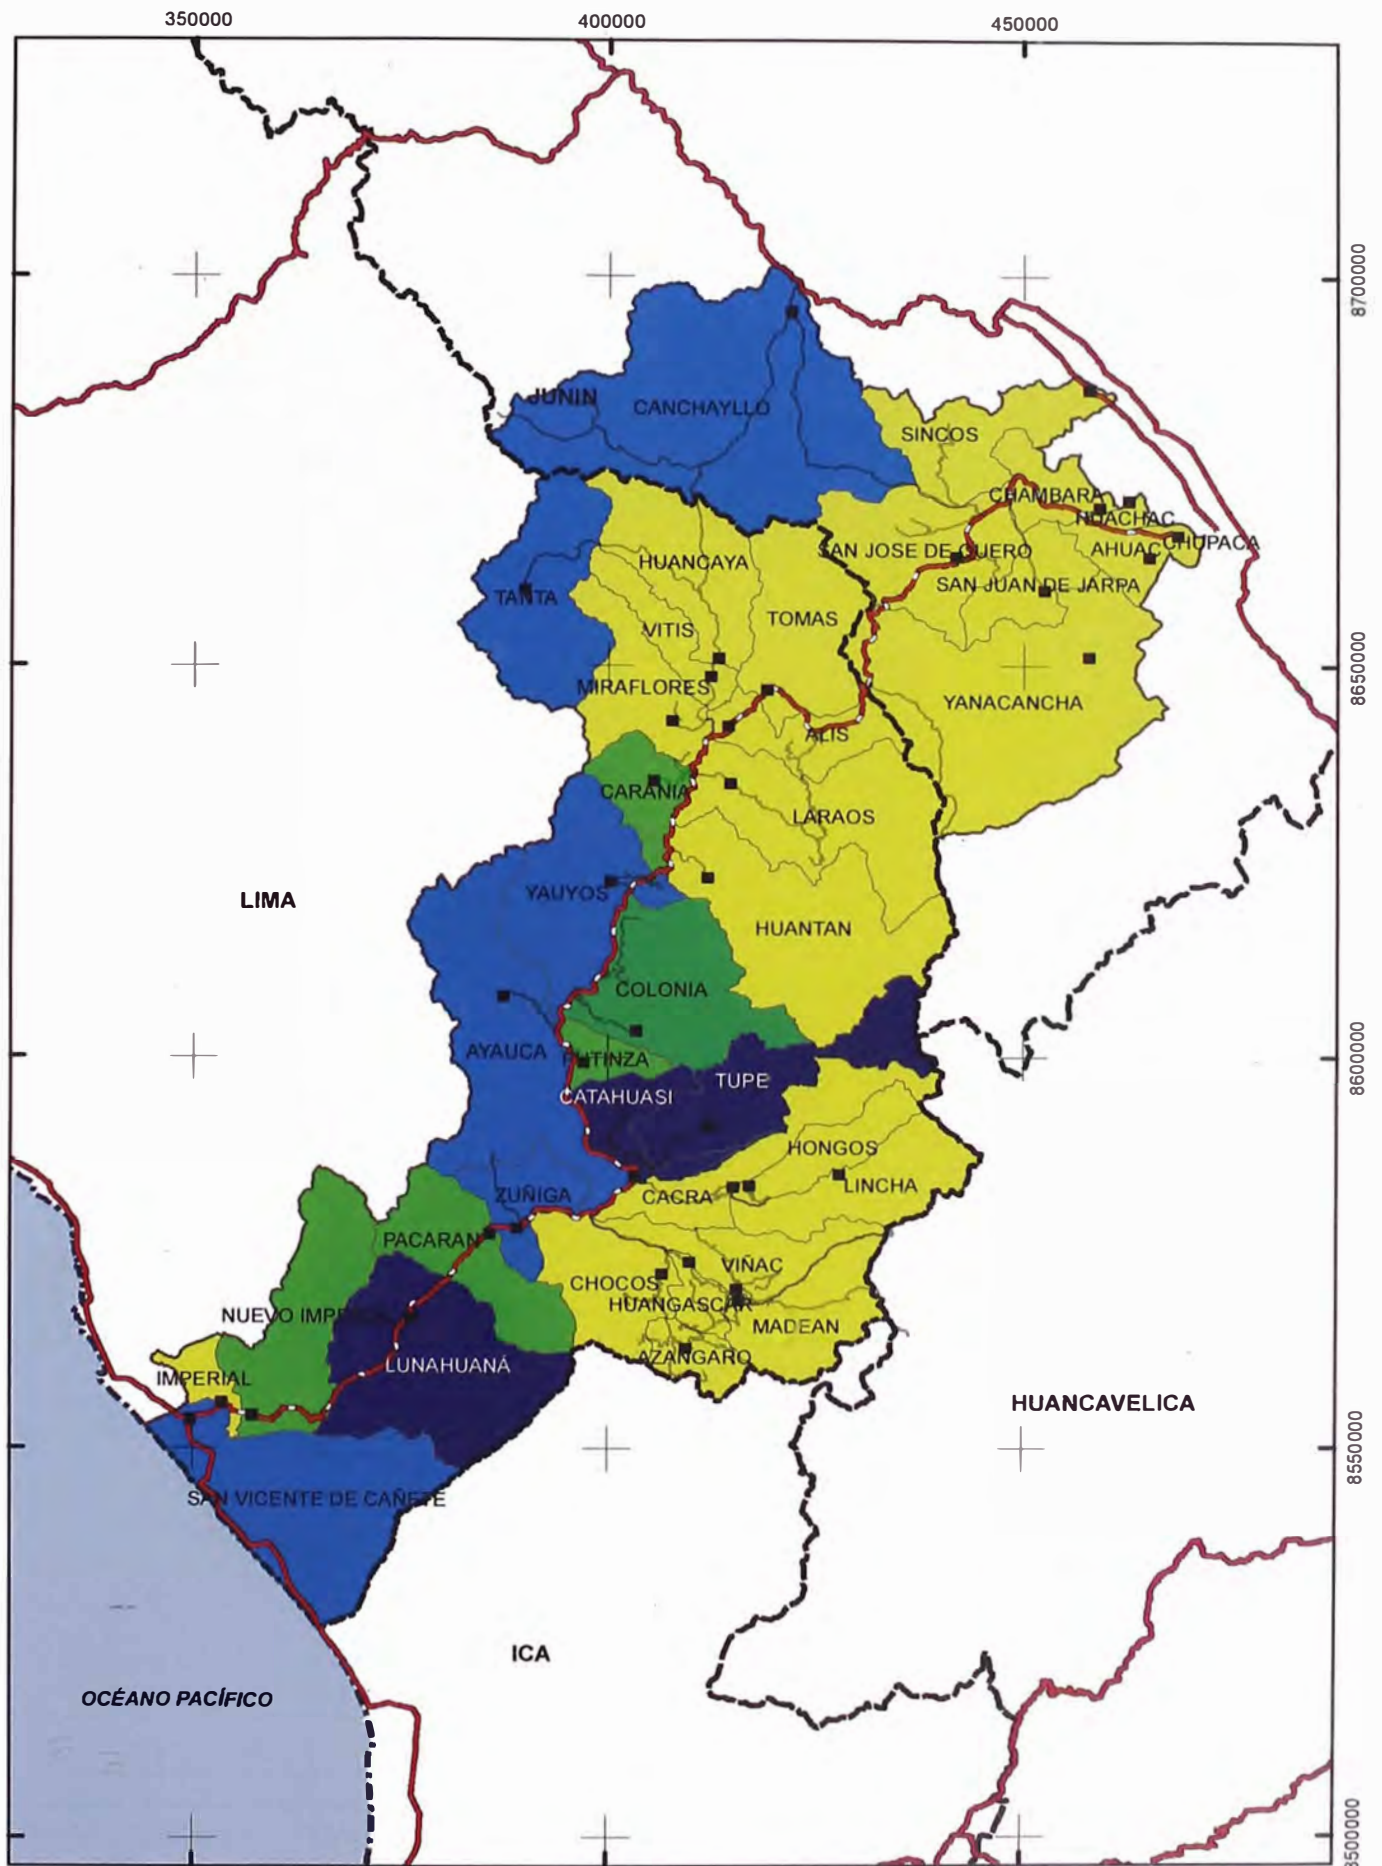 350000
400000
450000
8700000
JUNIN
CANCHAYLLO
SINCOS
CHAMBARA
HUACHAC
AHUAC
CHUPACA
SAN JOSE DE QUERO
HUANCAYA
SAN JUAN DE JARPA
TANTA
TOMAS
VITIS
8650000
MIRAFLORES
YANACANCHA
ALIS
CARANIA
LARAOS
YAUYOS
LIMA
HUANTAN
COLONIA
AYAUCA
PUTINZA
TUPE
8600000
CATAHUASI
HONGOS
LINCHA
ZUÑIGA
CACRA
PACARAN
VIÑAC
CHOCOS
HUANGASCAR
NUEVO IMPERIAL
MADEAN
AZANGARO
LUNAHUANÁ
IMPERIAL
HUANCAVELICA
8550000
SAN VICENTE DE CAÑETE
ICA
OCÉANO PACÍFICO
8500000